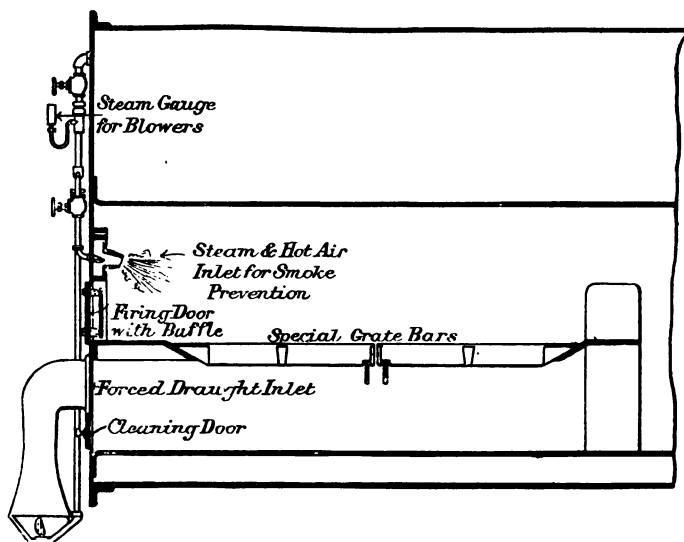 Steam Gauge
for Blowers
Steam & Hot Air
Inlet for Smoke
Prevention
Firing Door
with Buffle
Special Grate Bars
Forced Draught Inlet
Cleaning Door